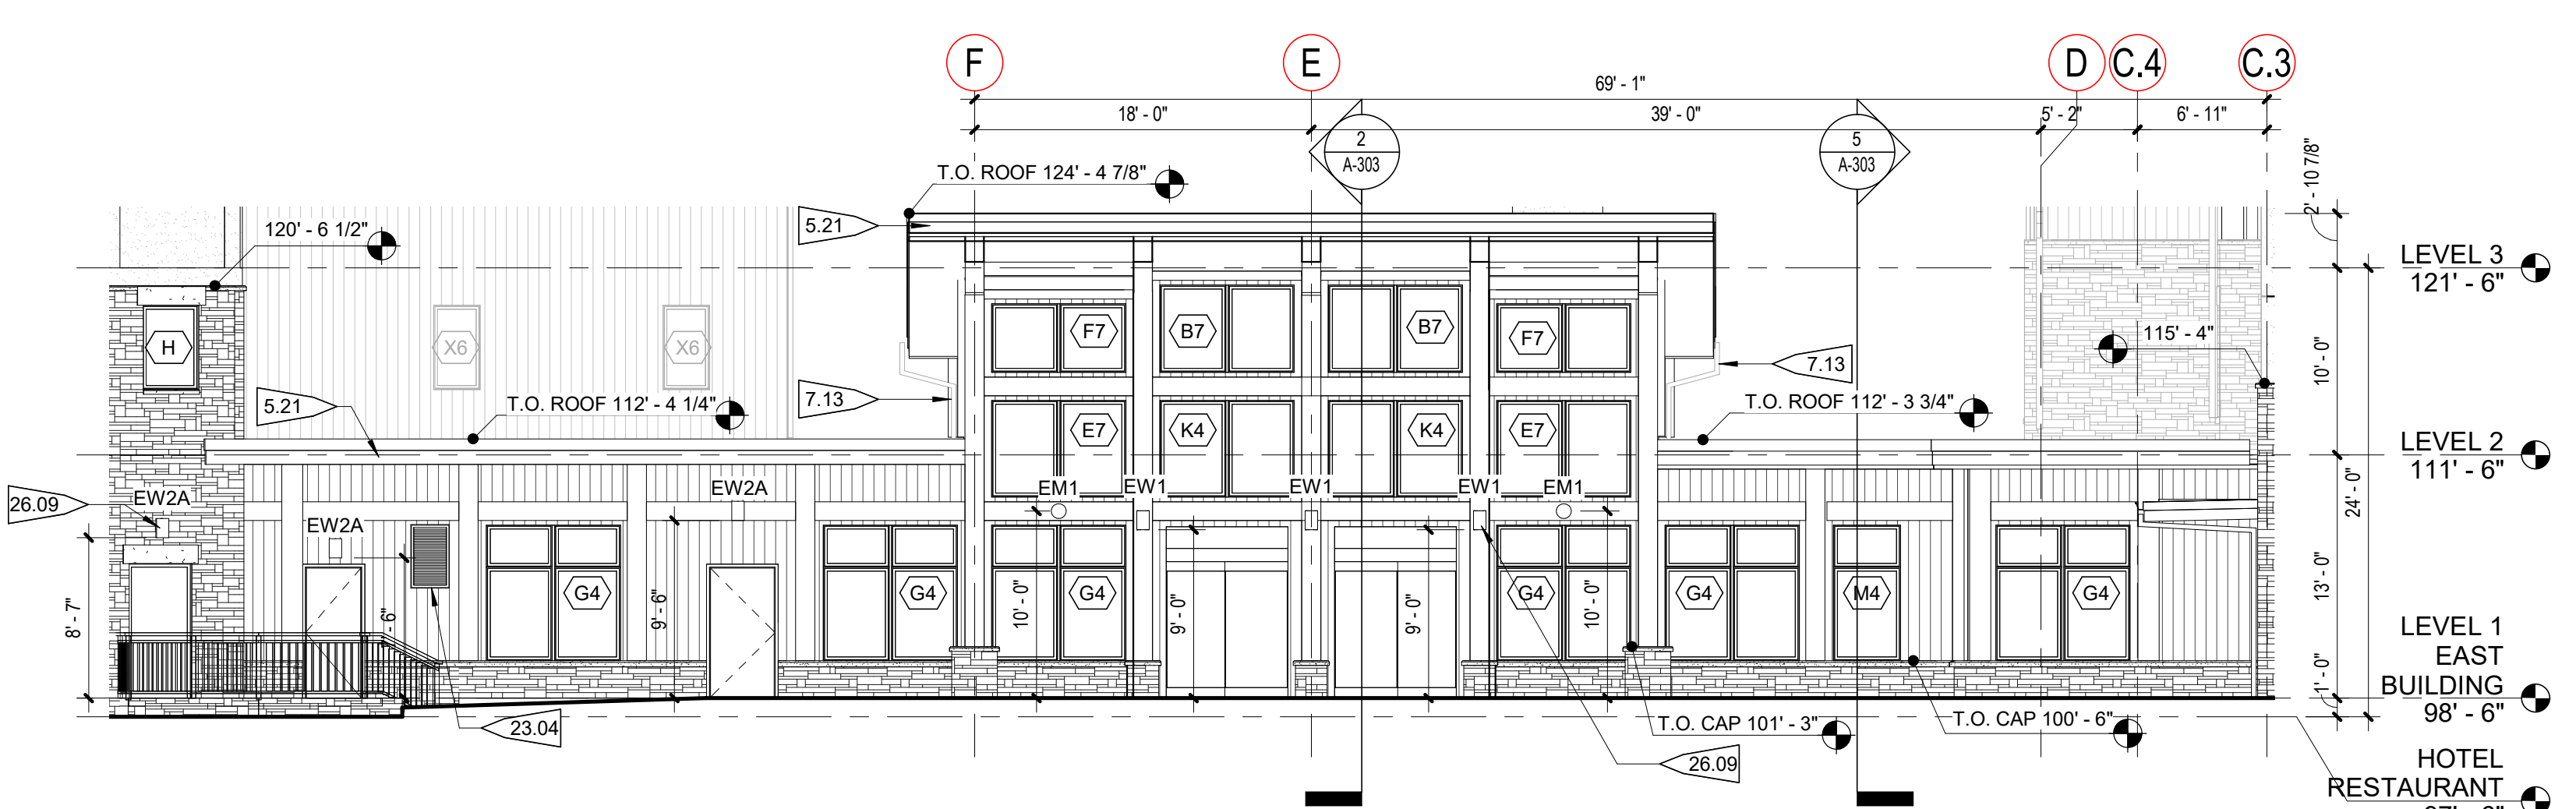 F
E
D
C.4
C.3
69' - 1"
18' - 0"
39' - 0"
5' - 2"
6' - 11"
2
A-303
5
A-303
T.O. ROOF 124' - 4 7/8"
2' - 10 7/8"
5.21
120' - 6 1/2"
LEVEL 3
121' - 6"
H
X6
X6
F7
B7
B7
F7
115' - 4"
7.13
7.13
10' - 0"
5.21
T.O. ROOF 112' - 4 1/4"
T.O. ROOF 112' - 3 3/4"
E7
K4
K4
E7
LEVEL 2
111' - 6"
24' - 0"
26.09
EW2A
EW2A
EW2A
EM1
EW1
EW1
EW1
EM1
8' - 7"
- 6"
G4
9' - 6"
G4
10' - 0"
G4
9' - 0"
9' - 0"
G4
10' - 0"
G4
M4
G4
13' - 0"
LEVEL 1
EAST
BUILDING
98' - 6"
1' - 0"
23.04
T.O. CAP 101' - 3"
T.O. CAP 100' - 6"
26.09
HOTEL
RESTAURANT